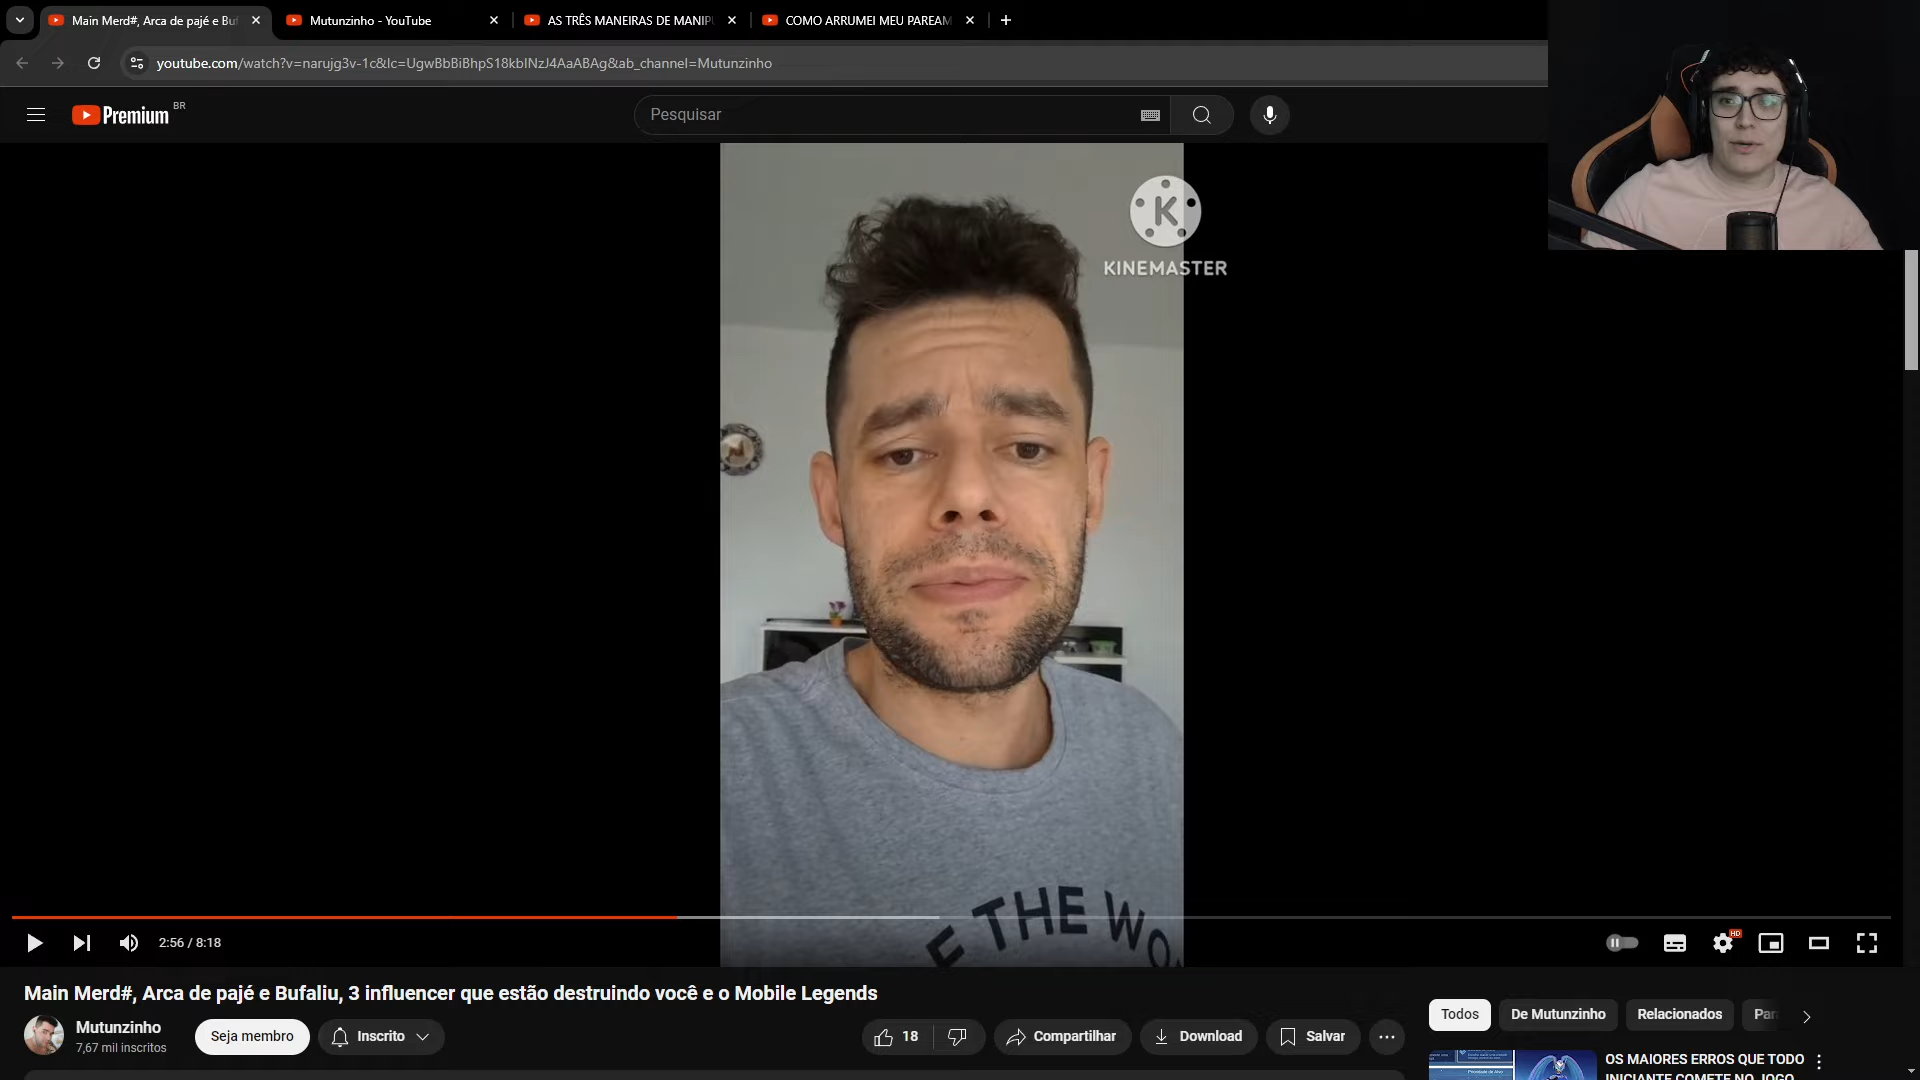 Main Merd#, Arca de pajé e Buf
Mutunzinho - YouTube
AS TRÊS MANEIRAS DE MANIP
COMO ARRUMEI MEU PAREAM
youtube.com/watch?v=narujg3v-1c&lc=UgwBbBiBhpS18kbINzJ4AaABAg&ab_channel=Mutunzinho
Premium BR
Pesquisar
K
KINEMASTER
THE WO
2:56 / 8:18
HD
Main Merd#, Arca de pajé e Bufaliu, 3 influencer que estão destruindo você e o Mobile Legends
Mutunzinho
7,67 mil inscritos
Seja membro
Inscrito
18
Compartilhar
Download
Salvar
Todos
De Mutunzinho
Relacionados
Par
OS MAIORES ERROS QUE TODO
INICIANTE COMETE NO JOGO